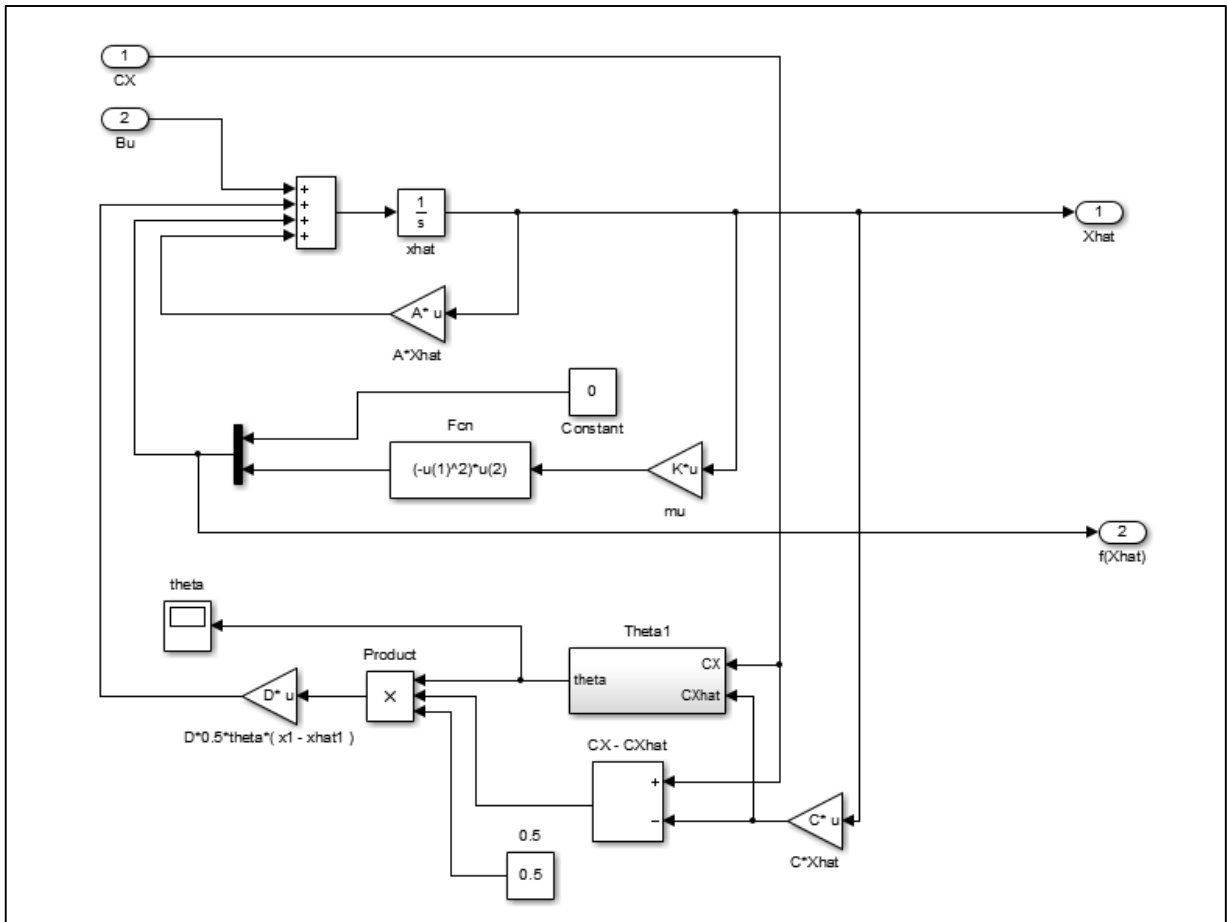 1
CX
2
Bu
+
+
+
+
1
s
xhat
1
Xhat
A* u
A*Xhat
0
Constant
Fcn
(-u(1)^2)*u(2)
K*u
mu
2
f(Xhat)
theta
Theta1
CX
theta
CXhat
Product
×
D* u
D*0.5*theta*( x1 - xhat1 )
CX - CXhat
+
−
C* u
C*Xhat
0.5
0.5